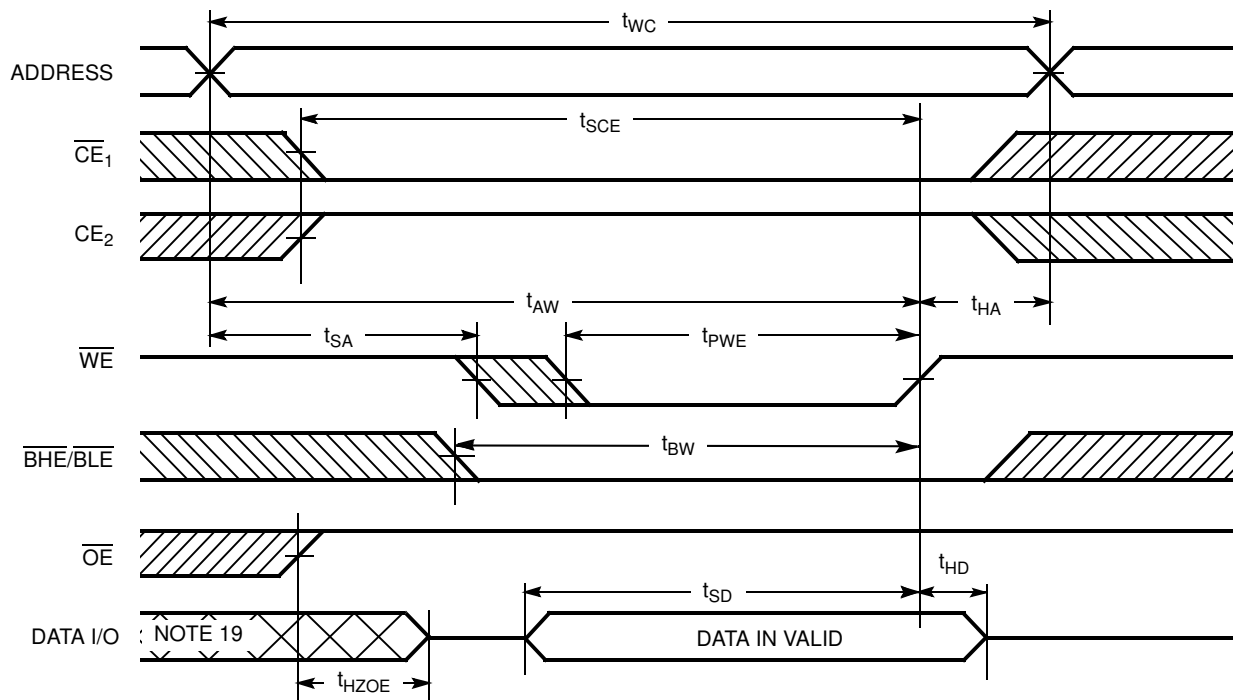 tWC
ADDRESS
tSCE
CE1
CE2
tAW
tHA
tSA
tPWE
WE
tBW
BHE/BLE
OE
tHD
tSD
DATA I/O
NOTE 19
DATA IN VALID
tHZOE